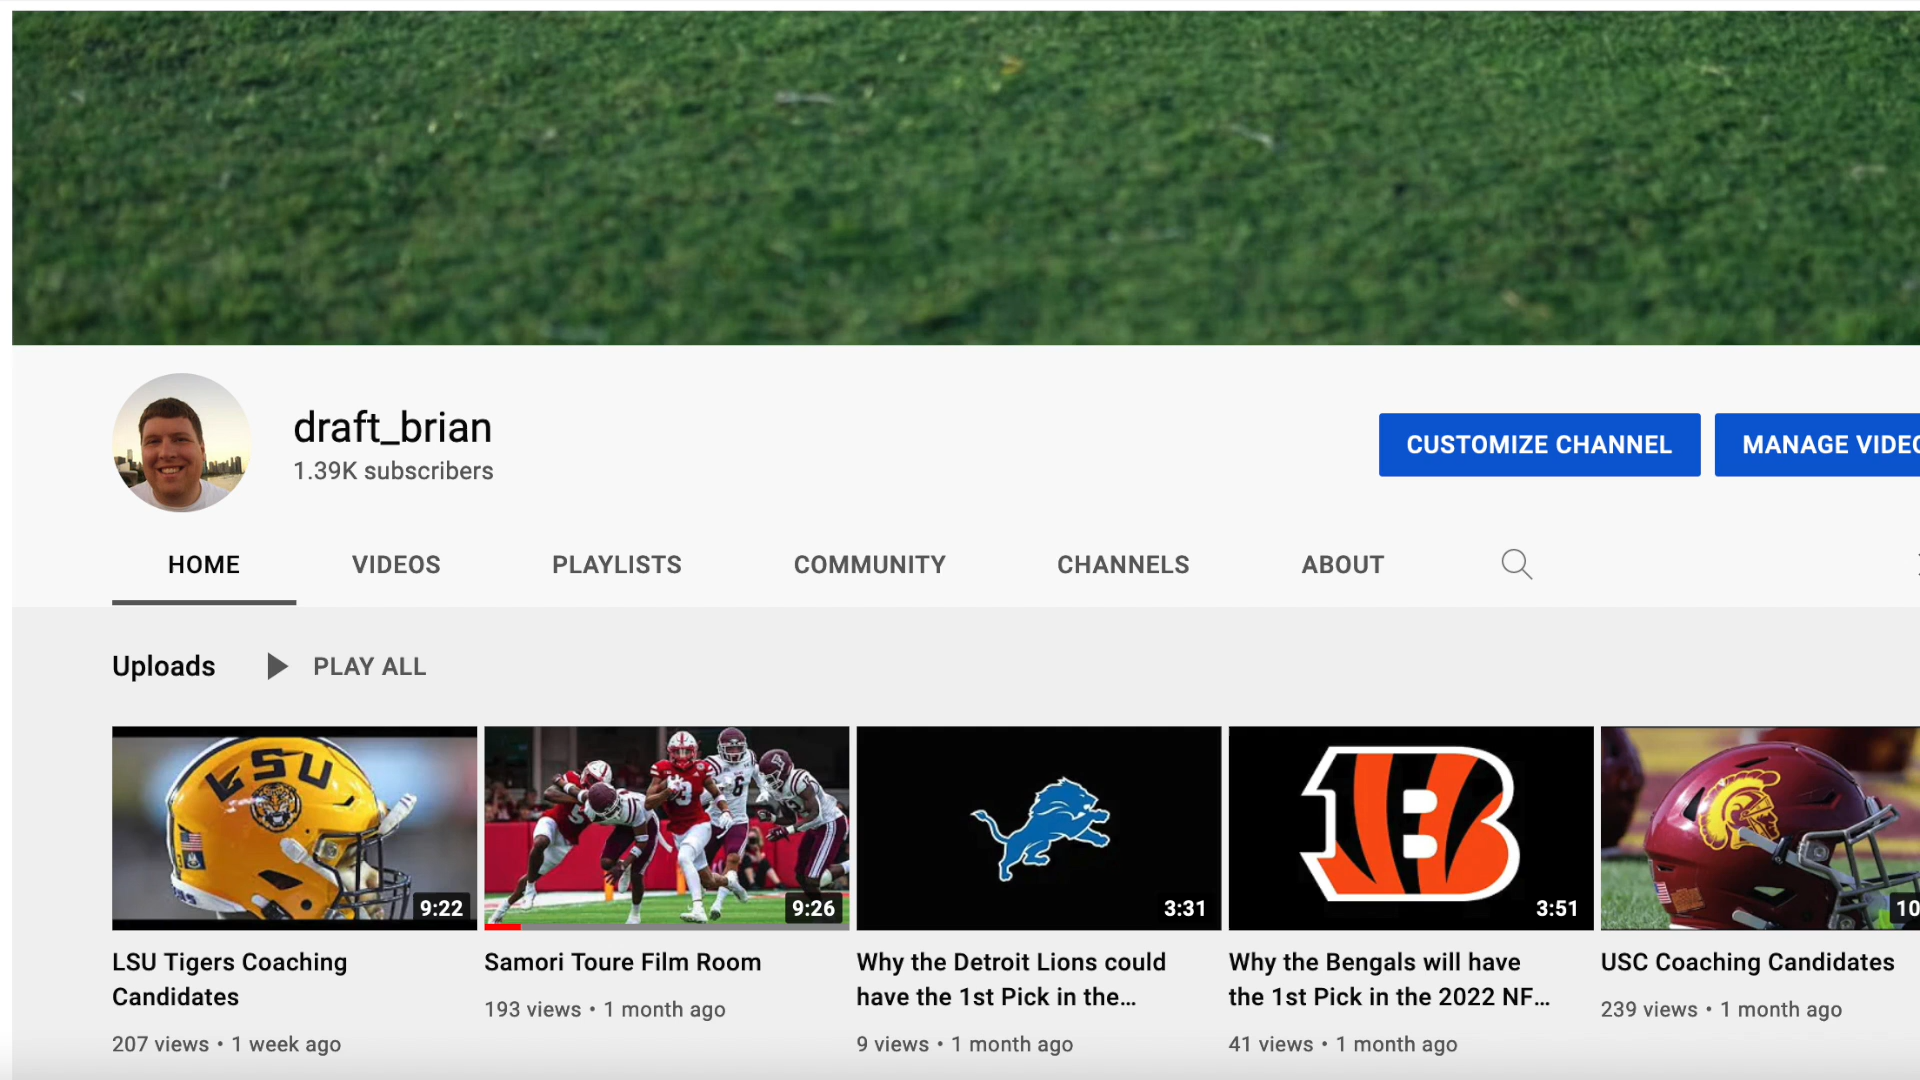 draft_brian
1.39K subscribers
CUSTOMIZE CHANNEL
MANAGE VIDEO
HOME
VIDEOS
PLAYLISTS
COMMUNITY
CHANNELS
ABOUT
Uploads
PLAY ALL
LSU
9:22
9:26
3:31
3:51
10
LSU Tigers Coaching
Candidates
207 views • 1 week ago
Samori Toure Film Room
193 views • 1 month ago
Why the Detroit Lions could
have the 1st Pick in the...
9 views • 1 month ago
Why the Bengals will have
the 1st Pick in the 2022 NF...
41 views • 1 month ago
USC Coaching Candidates
239 views • 1 month ago